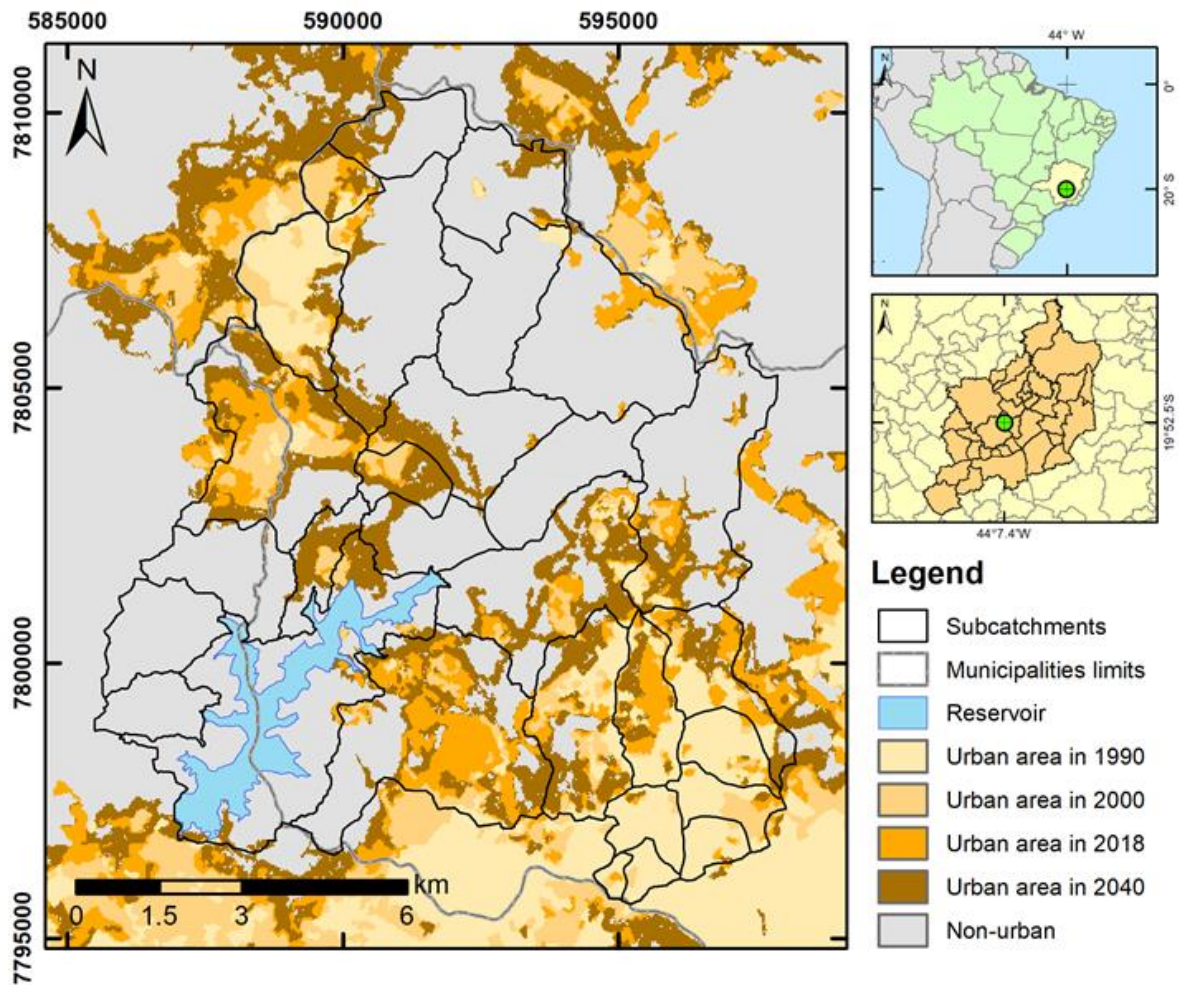 585000
590000
595000
N
7810000
7805000
7800000
7795000
km
0
1.5
3
6
44° W
N
0°
20° S
N
19°52.5'S
44°7.4'W
Legend
Subcatchments
Municipalities limits
Reservoir
Urban area in 1990
Urban area in 2000
Urban area in 2018
Urban area in 2040
Non-urban